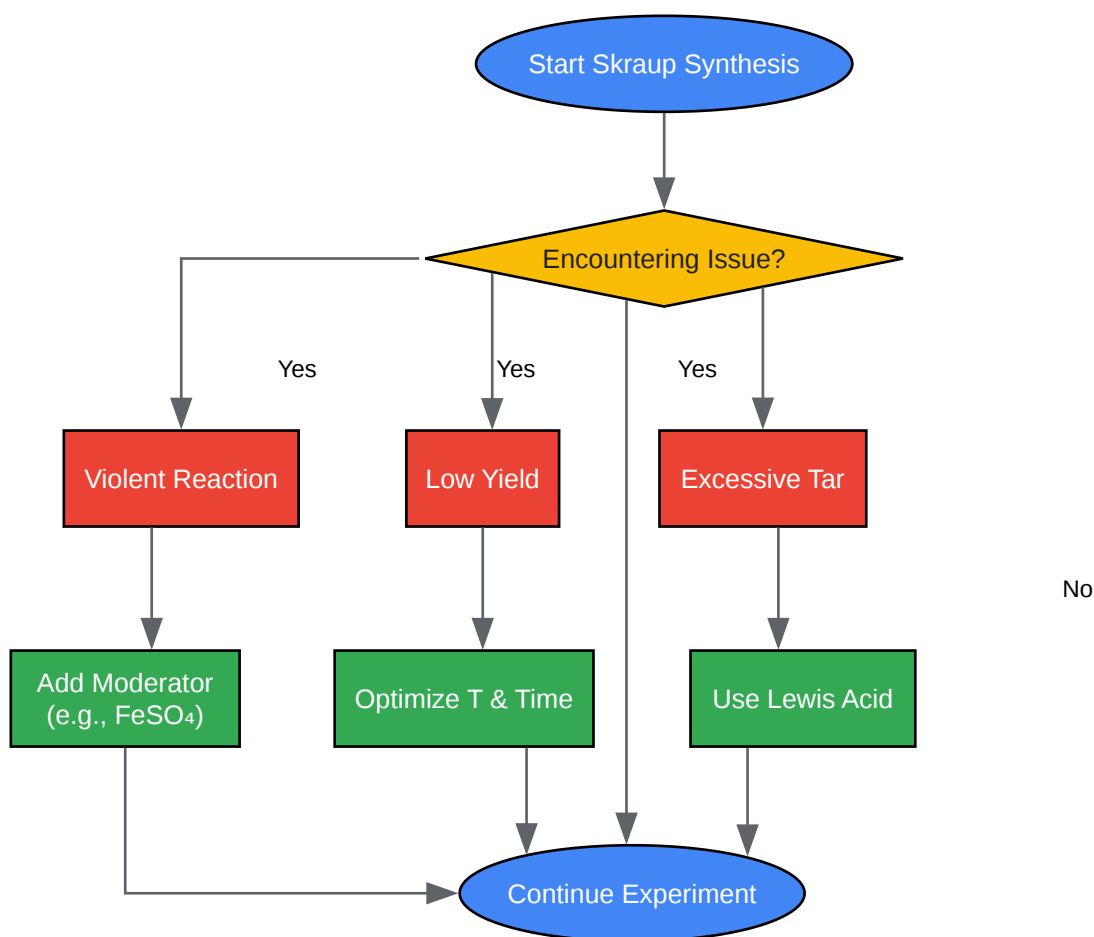 Start Skraup Synthesis
Encountering Issue?
Yes
Yes
Yes
Violent Reaction
Low Yield
Excessive Tar
No
Add Moderator
(e.g., FeSO₄)
Optimize T & Time
Use Lewis Acid
Continue Experiment